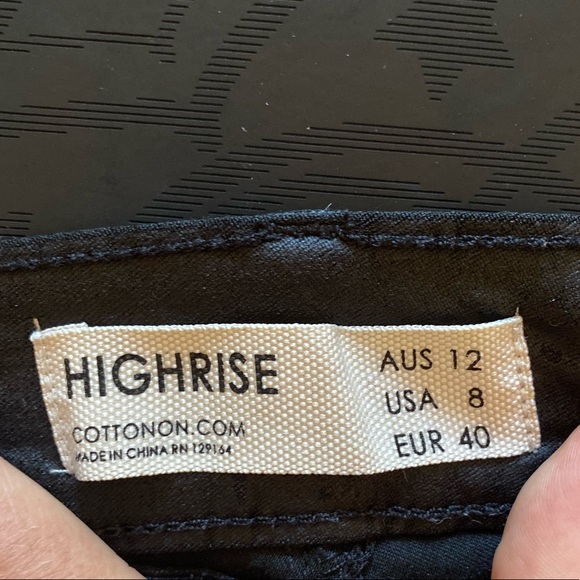 HIGHRISE
COTTONON.COM
MADE IN CHINA RN 129164
AUS 12
USA 8
EUR 40